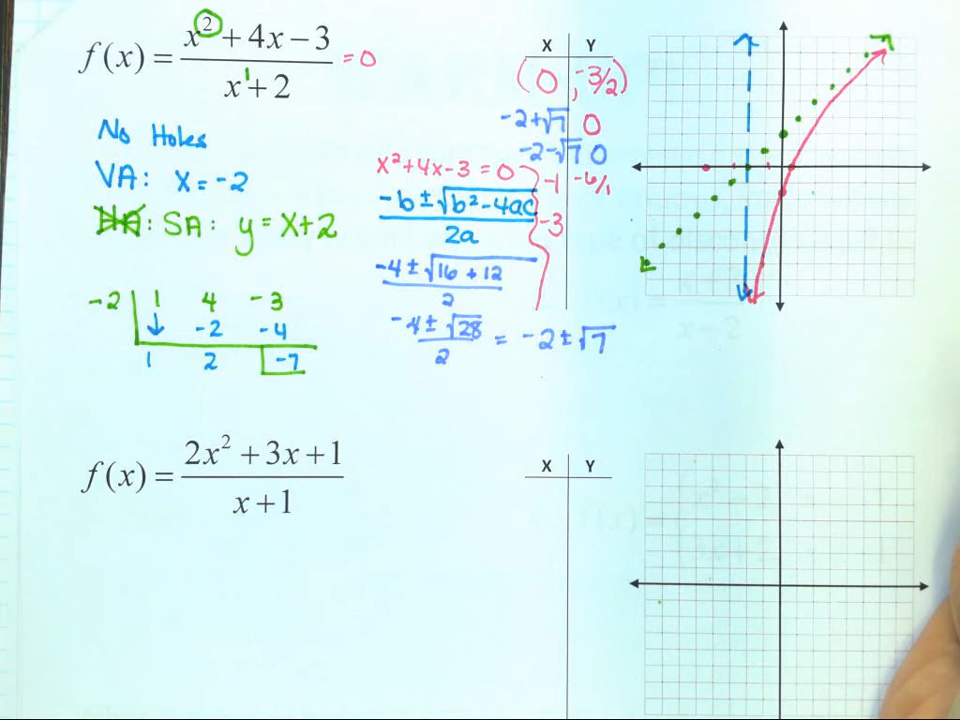 f(x) = (x² + 4x − 3)/(x¹ + 2) = 0
No Holes
VA: x = -2
HA: SA: y = x+2
-2 | 1 4 -3
↓ -2 -4
1 2 -7
X Y
(0, -3/2)
-2+√7 0
-2-√7 0
-1 -6/1
-3
x²+4x-3 = 0
-b ± √b²-4ac
2a
-4 ± √16 + 12
2
-4 ± √28
2
= -2 ± √7
f(x) = (2x² + 3x + 1)/(x + 1)
X Y